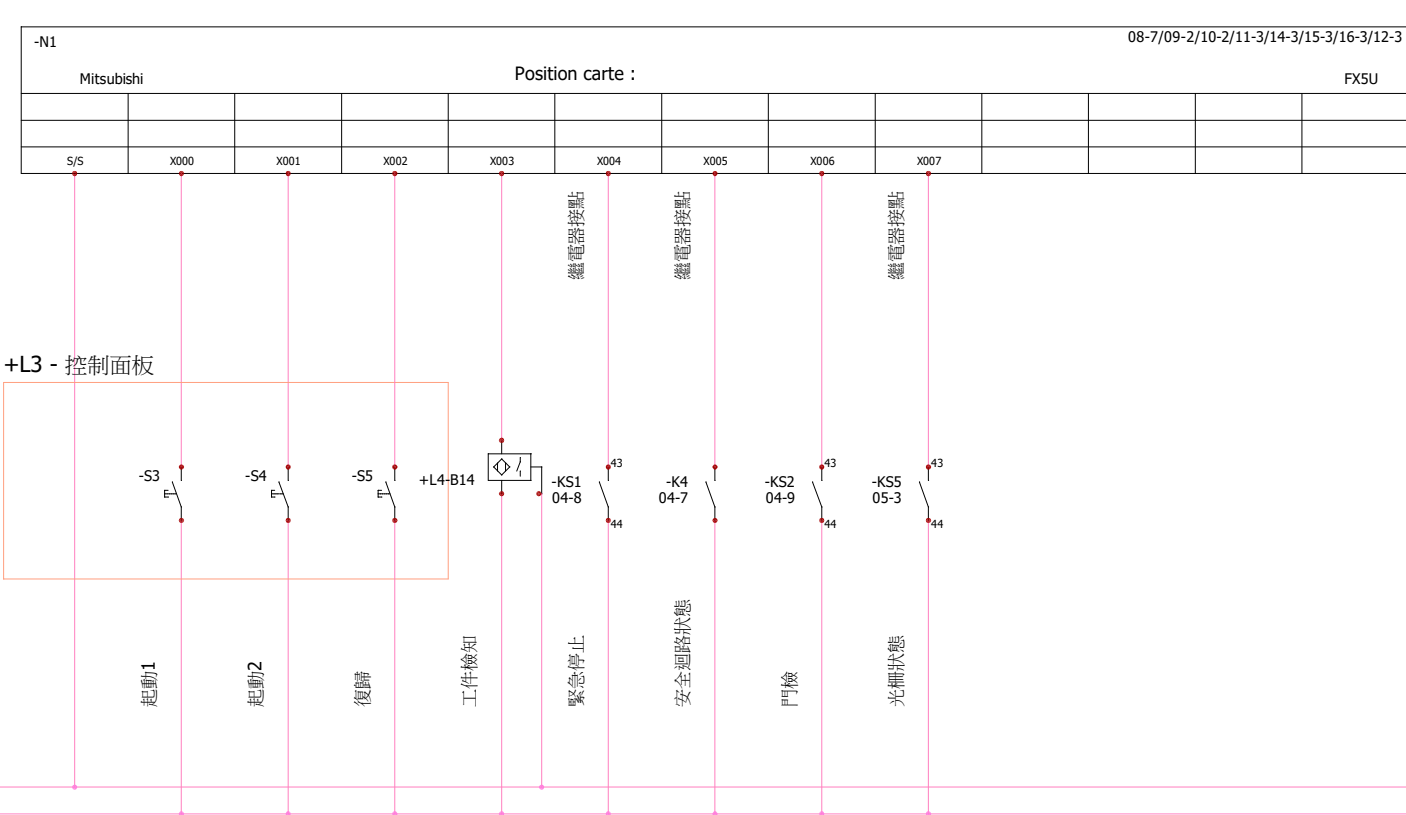 -N1
08-7/09-2/10-2/11-3/14-3/15-3/16-3/12-3
Mitsubishi
Position carte :
FX5U
S/S
X000
X001
X002
X003
X004
X005
X006
X007
繼電器接點
繼電器接點
繼電器接點
+L3 - 控制面板
-S3
-S4
-S5
+L4-B14
-KS1
04-8
43
44
-K4
04-7
-KS2
04-9
43
44
-KS5
05-3
43
44
起動1
起動2
復歸
工件檢知
緊急停止
安全迴路狀態
門檢
光柵狀態